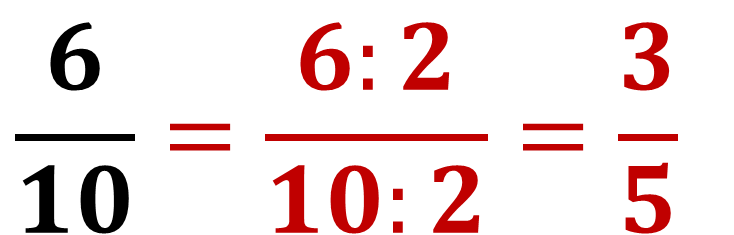 6/10 = 6: 2/10: 2 = 3/5